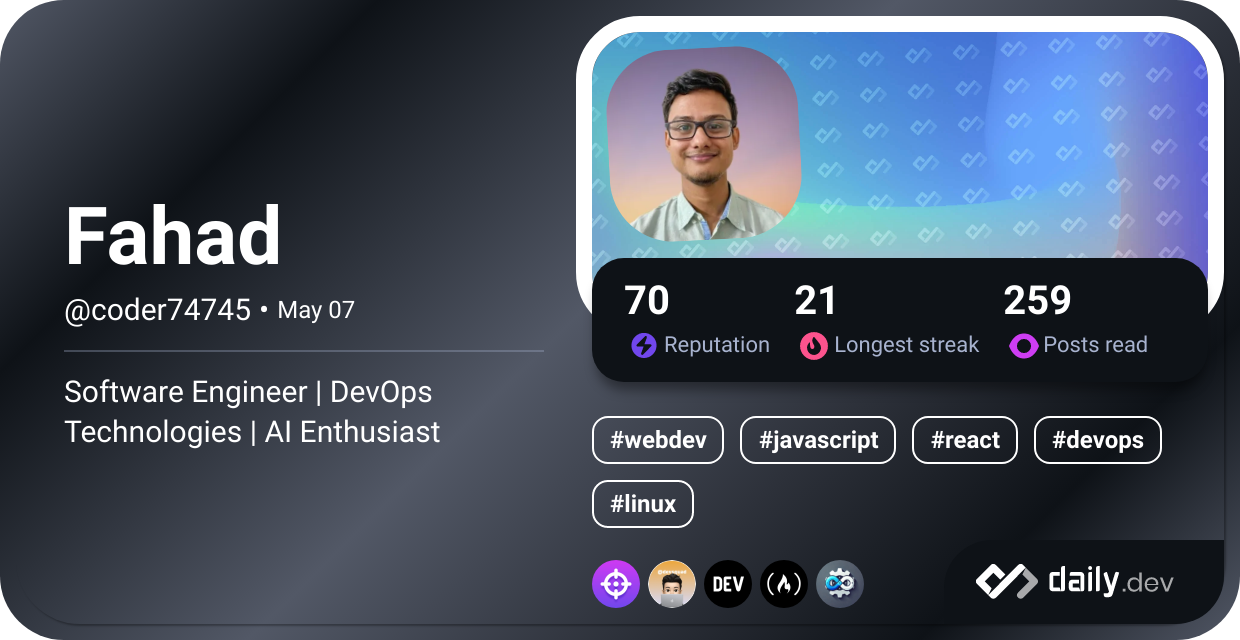 Fahad
@coder74745 • May 07
Software Engineer | DevOps
Technologies | AI Enthusiast
70 21 259
Reputation Longest streak Posts read
#webdev #javascript #react #devops
#linux
DEV
daily.dev